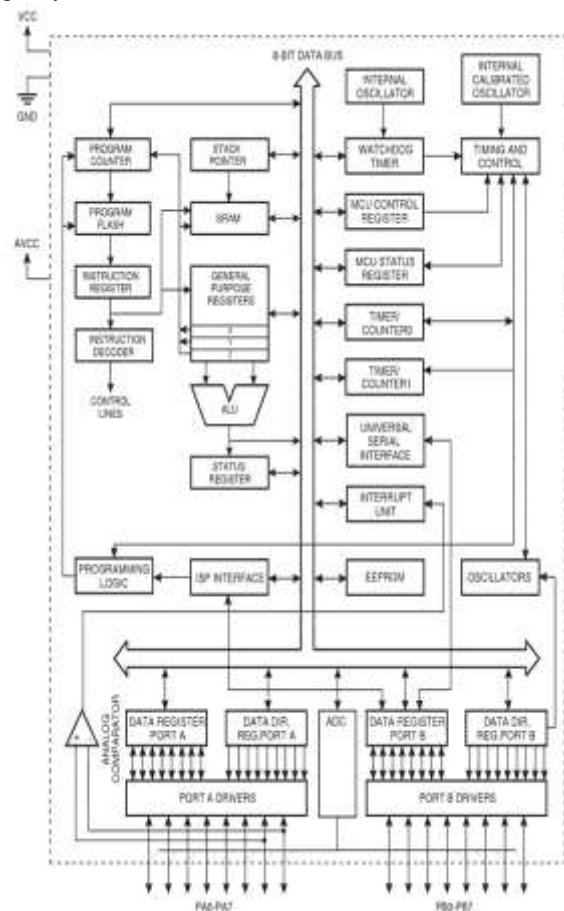 VCC
8-BIT DATA BUS
GND
INTERNAL
OSCILLATOR
INTERNAL
CALIBRATED
OSCILLATOR
PROGRAM
COUNTER
STACK
POINTER
WATCHDOG
TIMER
TIMING AND
CONTROL
PROGRAM
FLASH
SRAM
MCU CONTROL
REGISTER
AVCC
MCU STATUS
REGISTER
INSTRUCTION
REGISTER
GENERAL
PURPOSE
REGISTERS
X
Y
Z
TIMER/
COUNTER0
INSTRUCTION
DECODER
TIMER/
COUNTER1
CONTROL
LINES
ALU
UNIVERSAL
SERIAL
INTERFACE
STATUS
REGISTER
INTERRUPT
UNIT
PROGRAMMING
LOGIC
ISP INTERFACE
EEPROM
OSCILLATORS
ANALOG
COMPARATOR
DATA REGISTER
PORT A
DATA DIR.
REG.PORT A
ADC
DATA REGISTER
PORT B
DATA DIR.
REG.PORT B
+
-
PORT A DRIVERS
PORT B DRIVERS
PA0-PA7
PB0-PB7